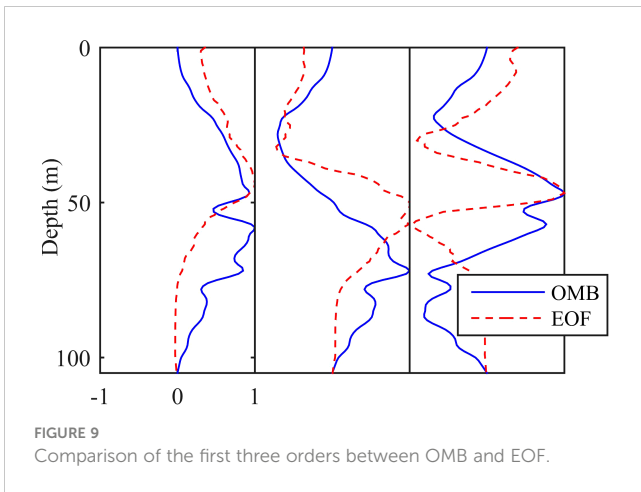 0
50
100
Depth (m)
-1 0 1
OMB
EOF
FIGURE 9
Comparison of the first three orders between OMB and EOF.